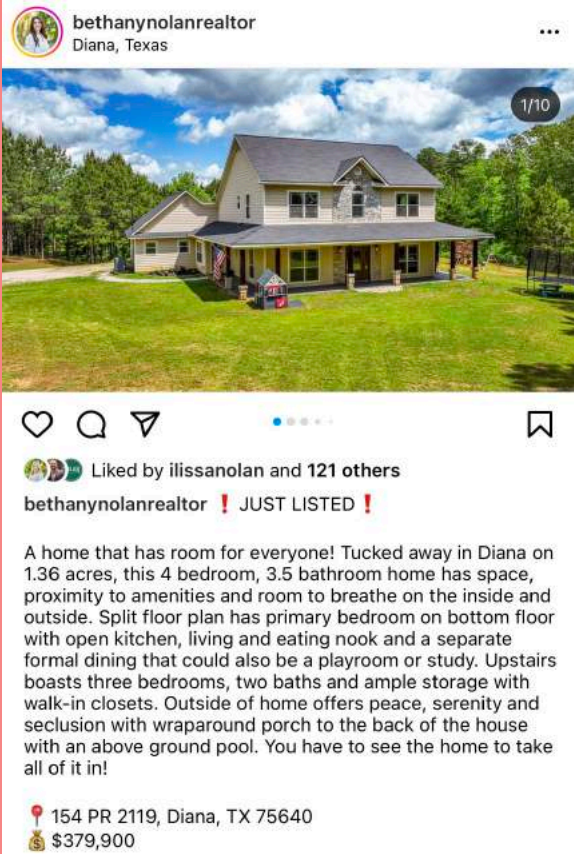 bethanynolanrealtor
Diana, Texas
1/10
Liked by ilissanolan and 121 others
bethanynolanrealtor ❗ JUST LISTED ❗
A home that has room for everyone! Tucked away in Diana on
1.36 acres, this 4 bedroom, 3.5 bathroom home has space,
proximity to amenities and room to breathe on the inside and
outside. Split floor plan has primary bedroom on bottom floor
with open kitchen, living and eating nook and a separate
formal dining that could also be a playroom or study. Upstairs
boasts three bedrooms, two baths and ample storage with
walk-in closets. Outside of home offers peace, serenity and
seclusion with wraparound porch to the back of the house
with an above ground pool. You have to see the home to take
all of it in!
📍 154 PR 2119, Diana, TX 75640
💰 $379,900